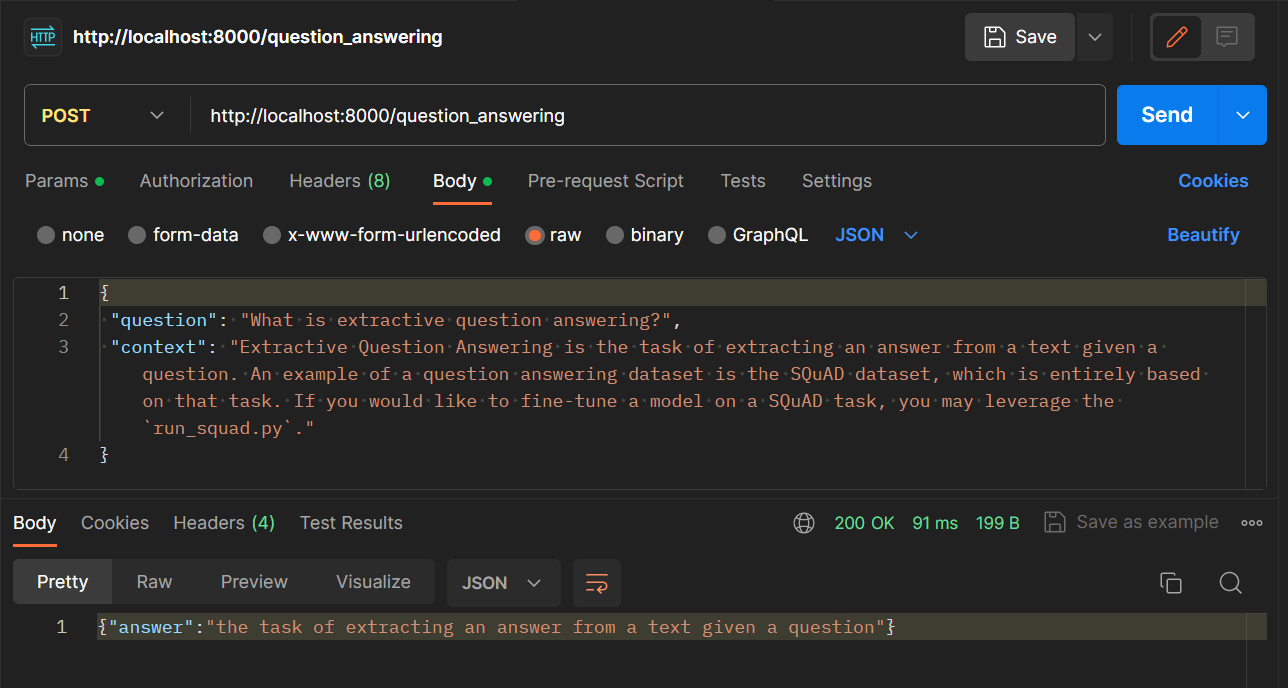 HTTP http://localhost:8000/question_answering Save
POST http://localhost:8000/question_answering Send
Params Authorization Headers (8) Body Pre-request Script Tests Settings Cookies
none form-data x-www-form-urlencoded raw binary GraphQL JSON Beautify
1 {
2 "question": "What is extractive question answering?",
3 "context": "Extractive Question Answering is the task of extracting an answer from a text given a
question. An example of a question answering dataset is the SQuAD dataset, which is entirely based
on that task. If you would like to fine-tune a model on a SQuAD task, you may leverage the
`run_squad.py`."
4 }
Body Cookies Headers (4) Test Results 200 OK 91 ms 199 B Save as example
Pretty Raw Preview Visualize JSON
1 {"answer":"the task of extracting an answer from a text given a question"}